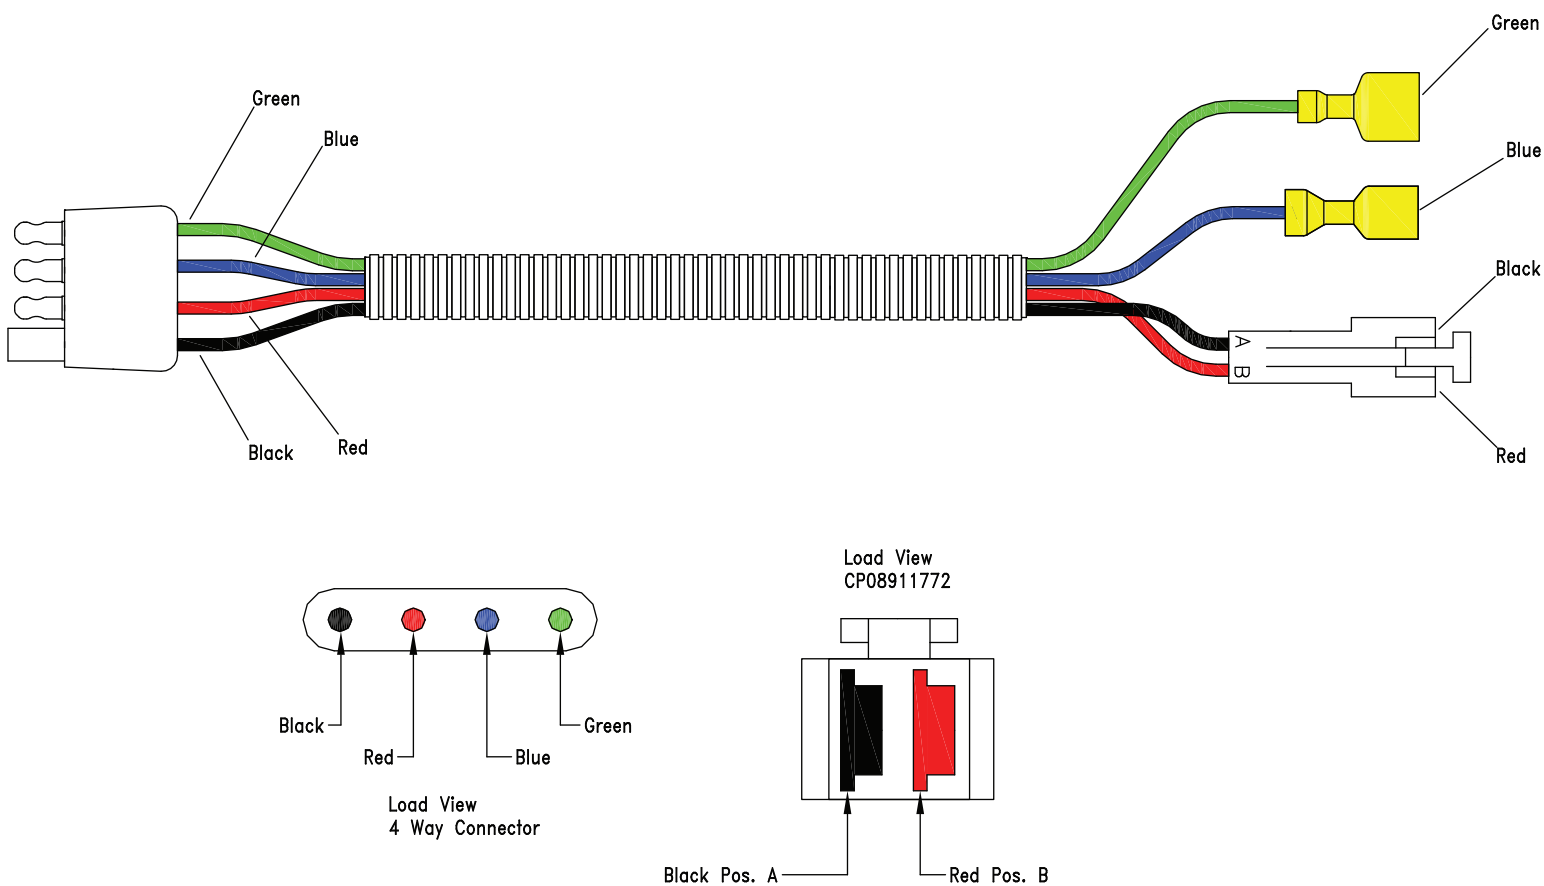 Green
Green
Blue
Blue
Black
A
B
Black
Red
Red
Load View
CP08911772
Black
Green
Red
Blue
Load View
4 Way Connector
Black Pos. A
Red Pos. B